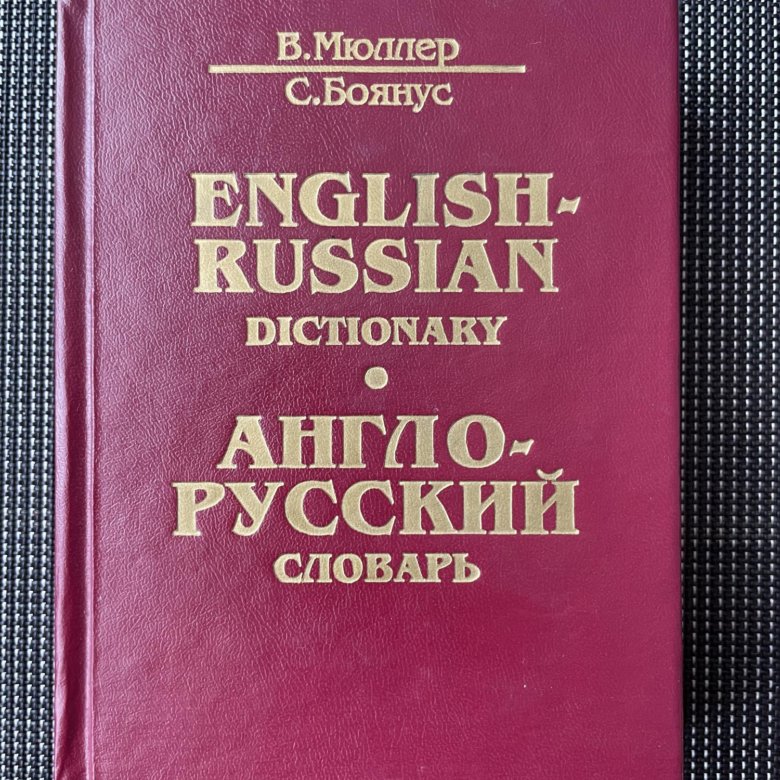 В.Мюллер
С.Боянус
ENGLISH-
RUSSIAN
DICTIONARY
АНГЛО-
РУССКИЙ
СЛОВАРЬ